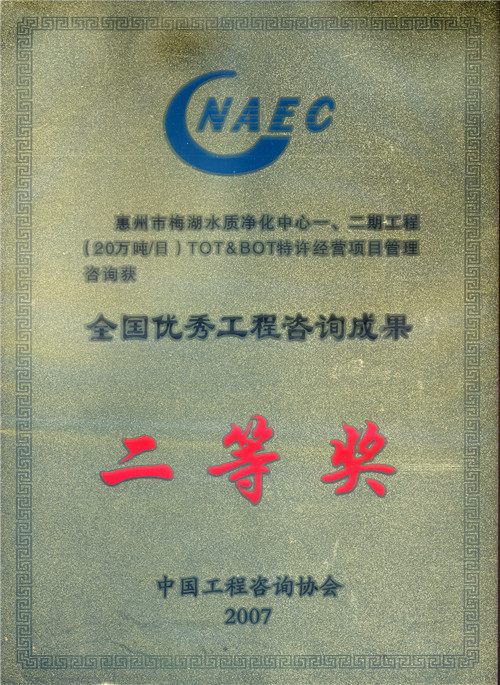 CNAEC
惠州市梅湖水质净化中心一、二期工程
(20万吨/日) TOT&BOT特许经营项目管理
咨询获
全国优秀工程咨询成果
二等奖
中国工程咨询协会
2007